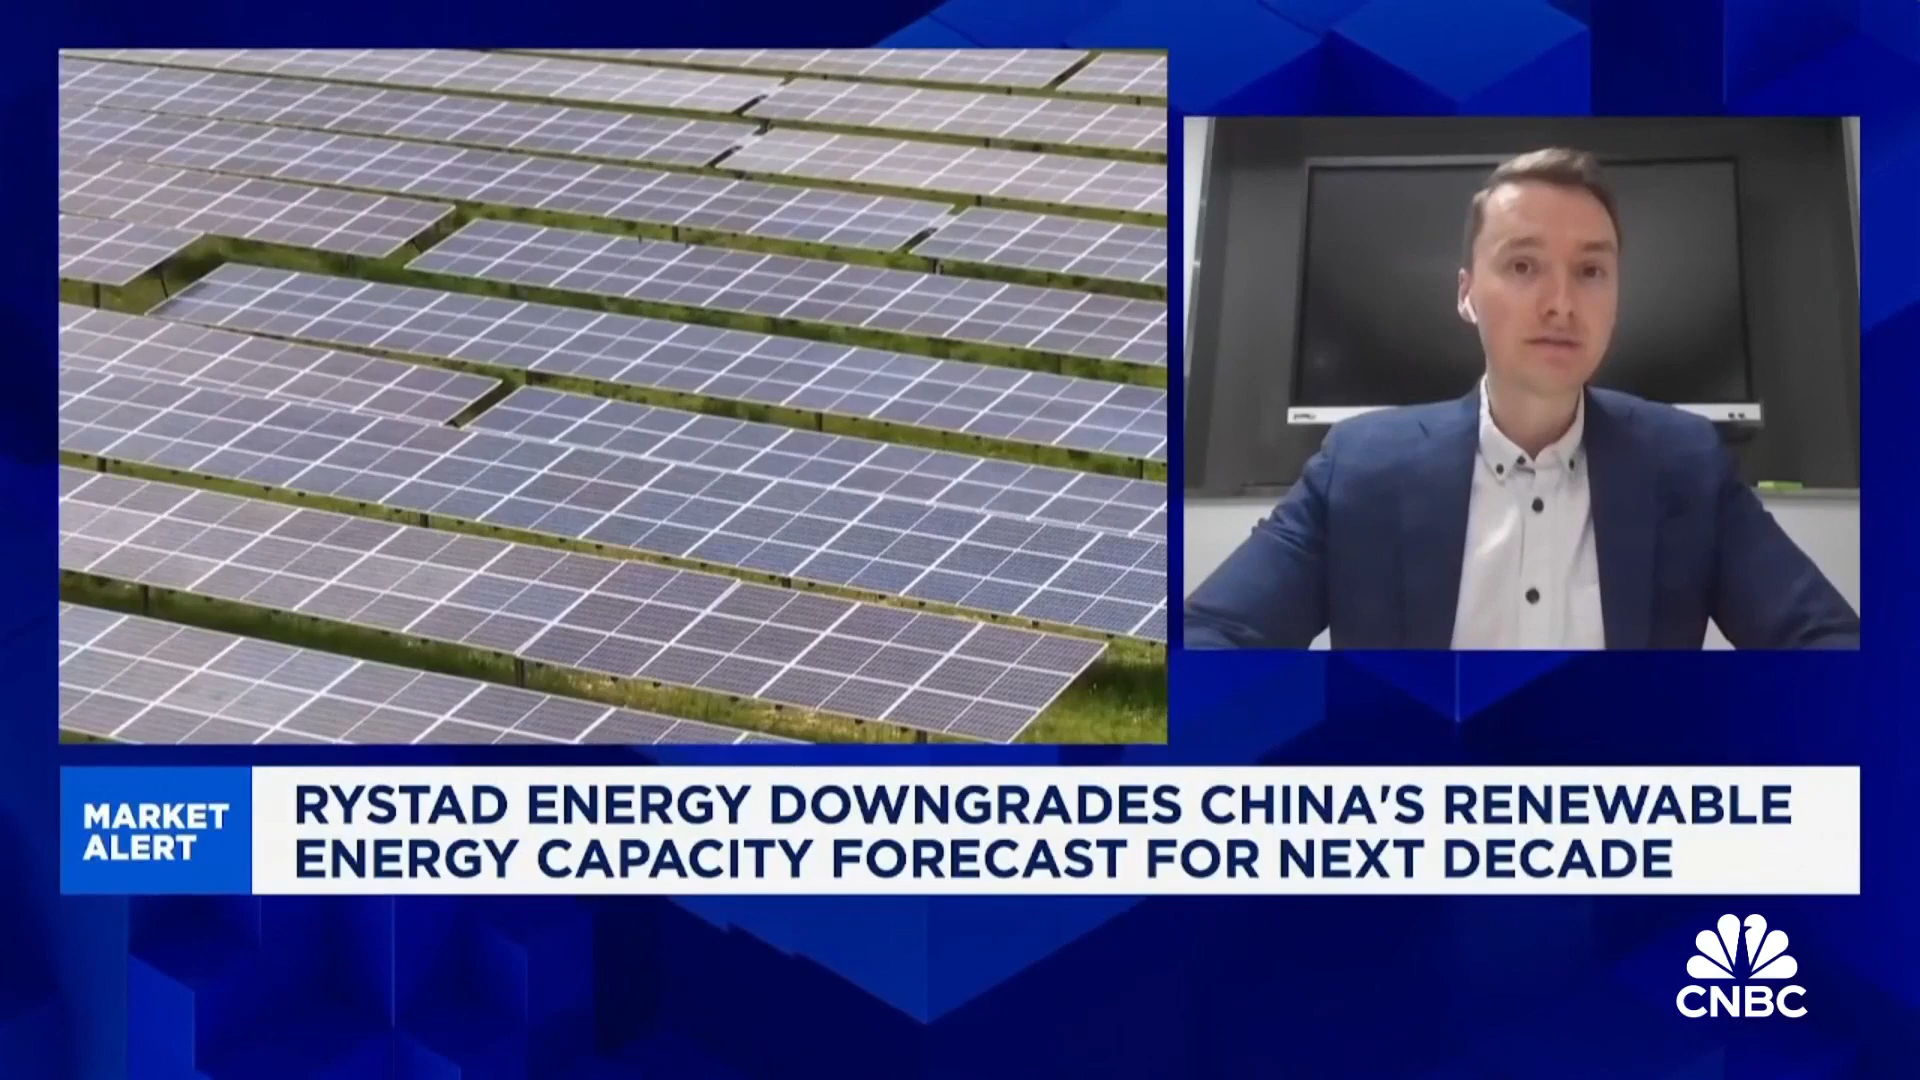 MARKET
ALERT
RYSTAD ENERGY DOWNGRADES CHINA'S RENEWABLE
ENERGY CAPACITY FORECAST FOR NEXT DECADE
CNBC